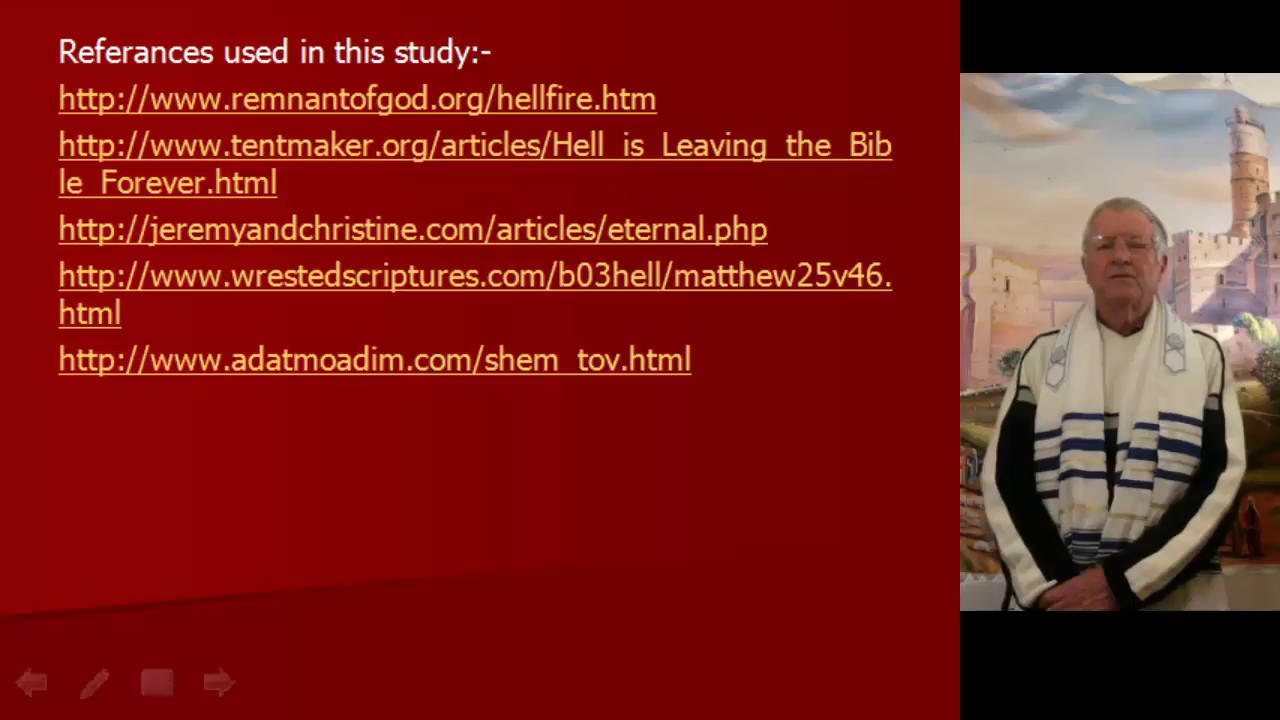 Referances used in this study:-
http://www.remnantofgod.org/hellfire.htm
http://www.tentmaker.org/articles/Hell_is_Leaving_the_Bib
le_Forever.html
http://jeremyandchristine.com/articles/eternal.php
http://www.wrestedscriptures.com/b03hell/matthew25v46.
html
http://www.adatmoadim.com/shem_tov.html